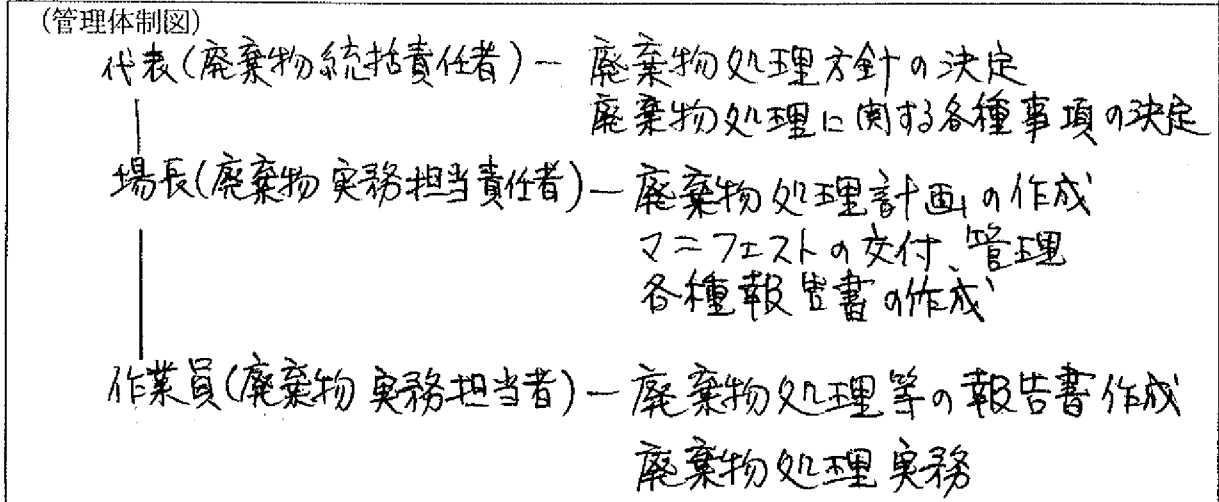 (管理体制図)
代表(廃棄物統括責任者)ー廃棄物処理方針の決定
廃棄物処理に関する各種事項の決定
場長(廃棄物実務担当責任者)ー廃棄物処理計画の作成
マニフェストの交付、管理
各種報告書の作成
作業員(廃棄物実務担当者)ー廃棄物処理等の報告書作成
廃棄物処理実務